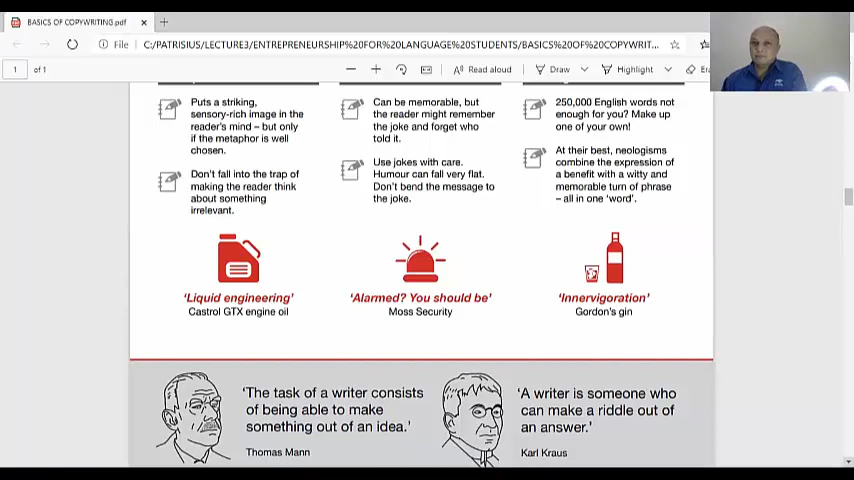 BASICS OF COPYWRITING.pdf
File
C:/PATRISIUS/LECTURE3/ENTREPRENEURSHIP%20FOR%20LANGUAGE%20STUDENTS/BASICS%20OF%20COPYWRIT...
1 of 1
Read aloud
Draw
Highlight
Puts a striking,
sensory-rich image in the
reader's mind – but only
if the metaphor is well
chosen.
Don't fall into the trap of
making the reader think
about something
irrelevant.
'Liquid engineering'
Castrol GTX engine oil
Can be memorable, but
the reader might remember
the joke and forget who
told it.
Use jokes with care.
Humour can fall very flat.
Don't bend the message to
the joke.
'Alarmed? You should be'
Moss Security
250,000 English words not
enough for you? Make up
one of your own!
At their best, neologisms
combine the expression of
a benefit with a witty and
memorable turn of phrase
– all in one 'word'.
'Innervigoration'
Gordon's gin
'The task of a writer consists
of being able to make
something out of an idea.'
Thomas Mann
'A writer is someone who
can make a riddle out of
an answer.'
Karl Kraus